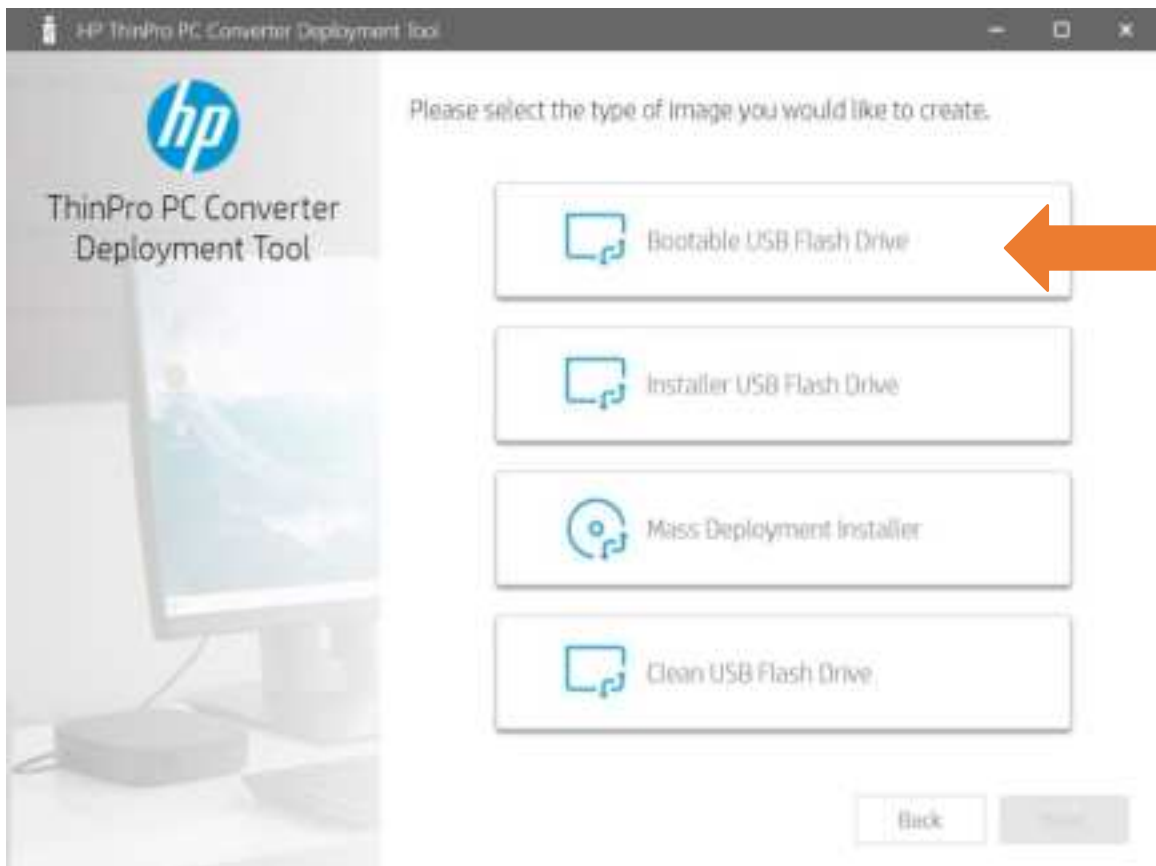 HP ThinPro PC Converter Deployment Tool
hp
ThinPro PC Converter
Deployment Tool
Please select the type of image you would like to create.
Bootable USB Flash Drive
Installer USB Flash Drive
Mass Deployment Installer
Clean USB Flash Drive
Back